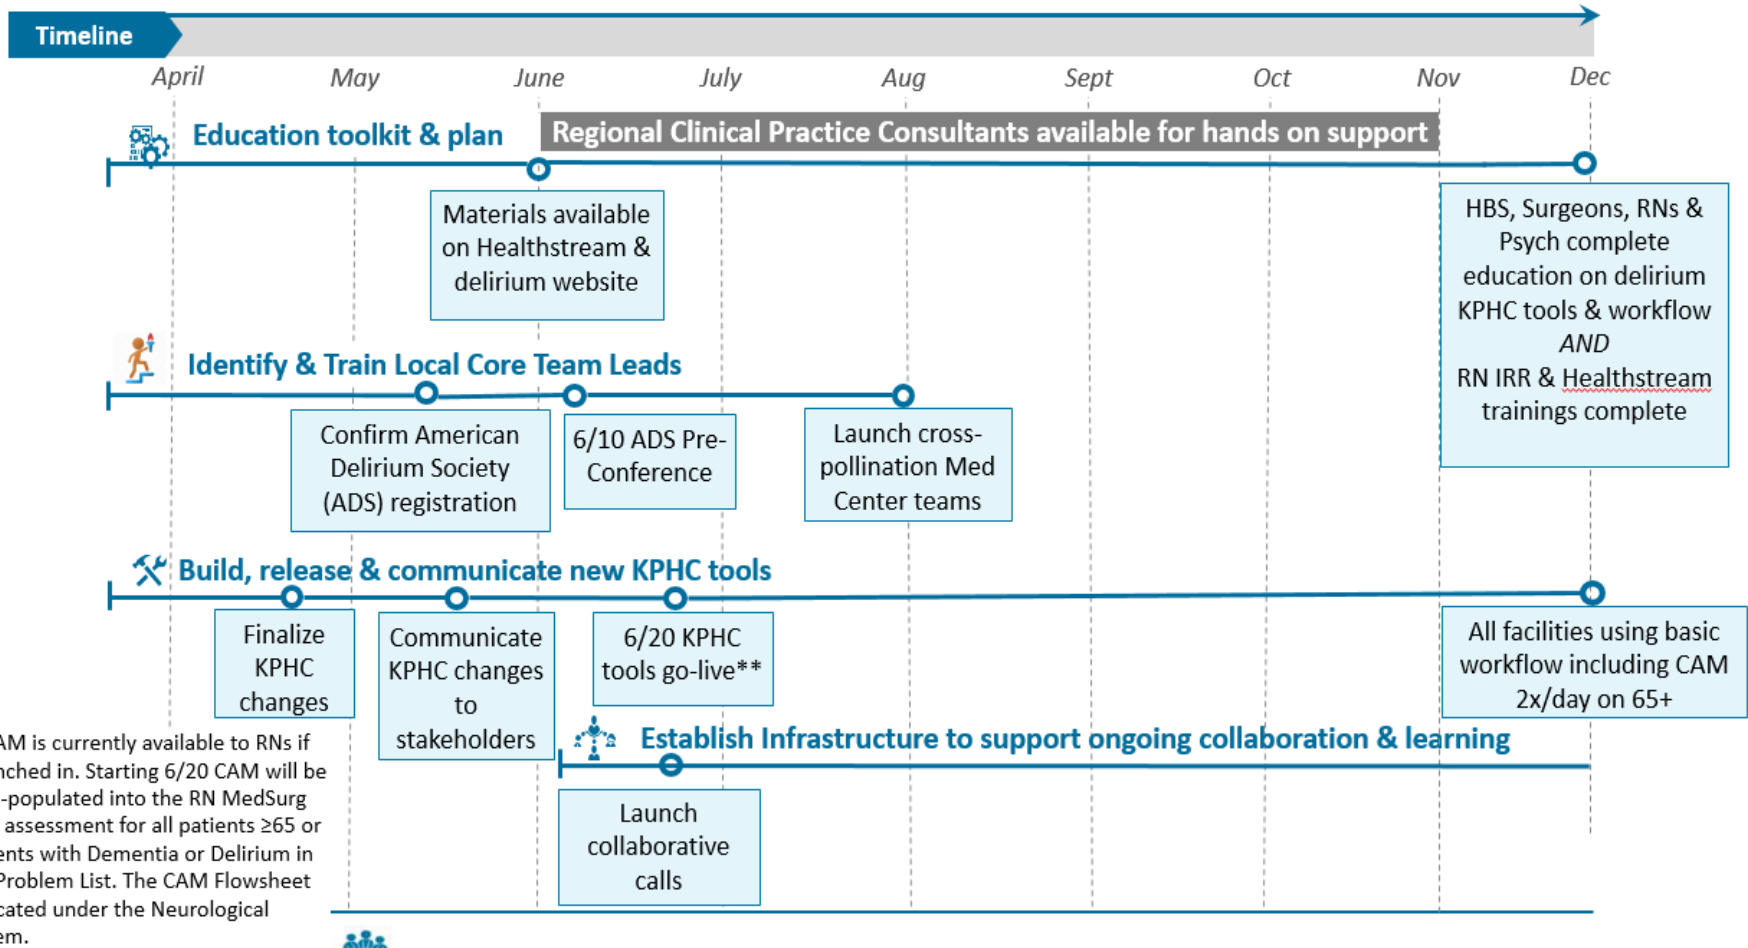 Timeline
April May June July Aug Sept Oct Nov Dec
Education toolkit & plan
Regional Clinical Practice Consultants available for hands on support
Materials available
on Healthstream &
delirium website
HBS, Surgeons, RNs &
Psych complete
education on delirium
KPHC tools & workflow
AND
RN IRR & Healthstream
trainings complete
Identify & Train Local Core Team Leads
Confirm American
Delirium Society
(ADS) registration
6/10 ADS Pre-
Conference
Launch cross-
pollination Med
Center teams
Build, release & communicate new KPHC tools
Finalize
KPHC
changes
Communicate
KPHC changes
to
stakeholders
6/20 KPHC
tools go-live**
All facilities using basic
workflow including CAM
2x/day on 65+
Establish Infrastructure to support ongoing collaboration & learning
Launch
collaborative
calls
AM is currently available to RNs if
nched in. Starting 6/20 CAM will be
-populated into the RN MedSurg
assessment for all patients ≥65 or
ents with Dementia or Delirium in
Problem List. The CAM Flowsheet
cated under the Neurological
em.